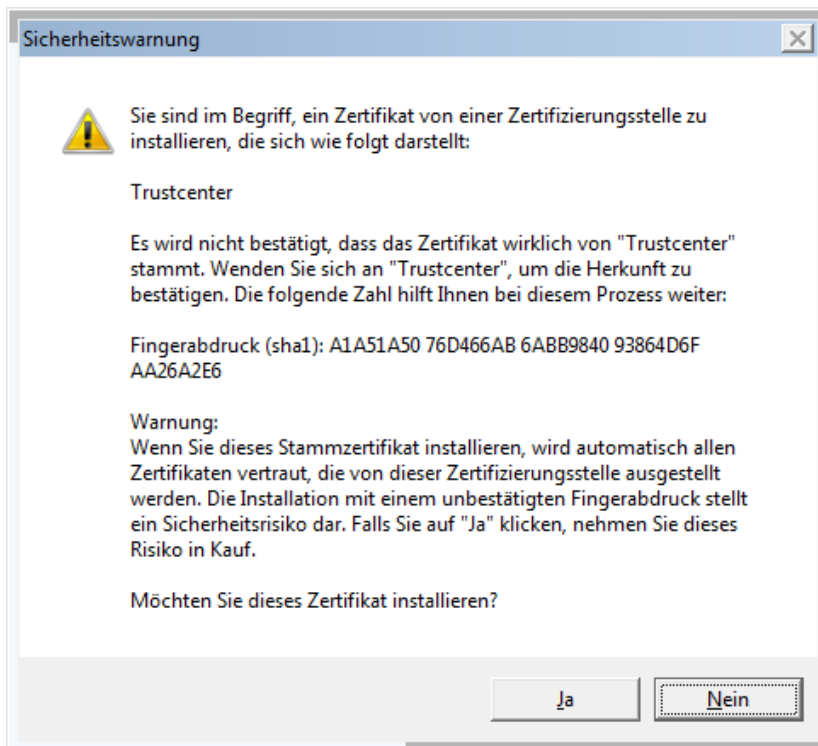 Sicherheitswarnung
Sie sind im Begriff, ein Zertifikat von einer Zertifizierungsstelle zu
installieren, die sich wie folgt darstellt:
Trustcenter
Es wird nicht bestätigt, dass das Zertifikat wirklich von "Trustcenter"
stammt. Wenden Sie sich an "Trustcenter", um die Herkunft zu
bestätigen. Die folgende Zahl hilft Ihnen bei diesem Prozess weiter:
Fingerabdruck (sha1): A1A51A50 76D466AB 6ABB9840 93864D6F
AA26A2E6
Warnung:
Wenn Sie dieses Stammzertifikat installieren, wird automatisch allen
Zertifikaten vertraut, die von dieser Zertifizierungsstelle ausgestellt
werden. Die Installation mit einem unbestätigten Fingerabdruck stellt
ein Sicherheitsrisiko dar. Falls Sie auf "Ja" klicken, nehmen Sie dieses
Risiko in Kauf.
Möchten Sie dieses Zertifikat installieren?
Ja
Nein